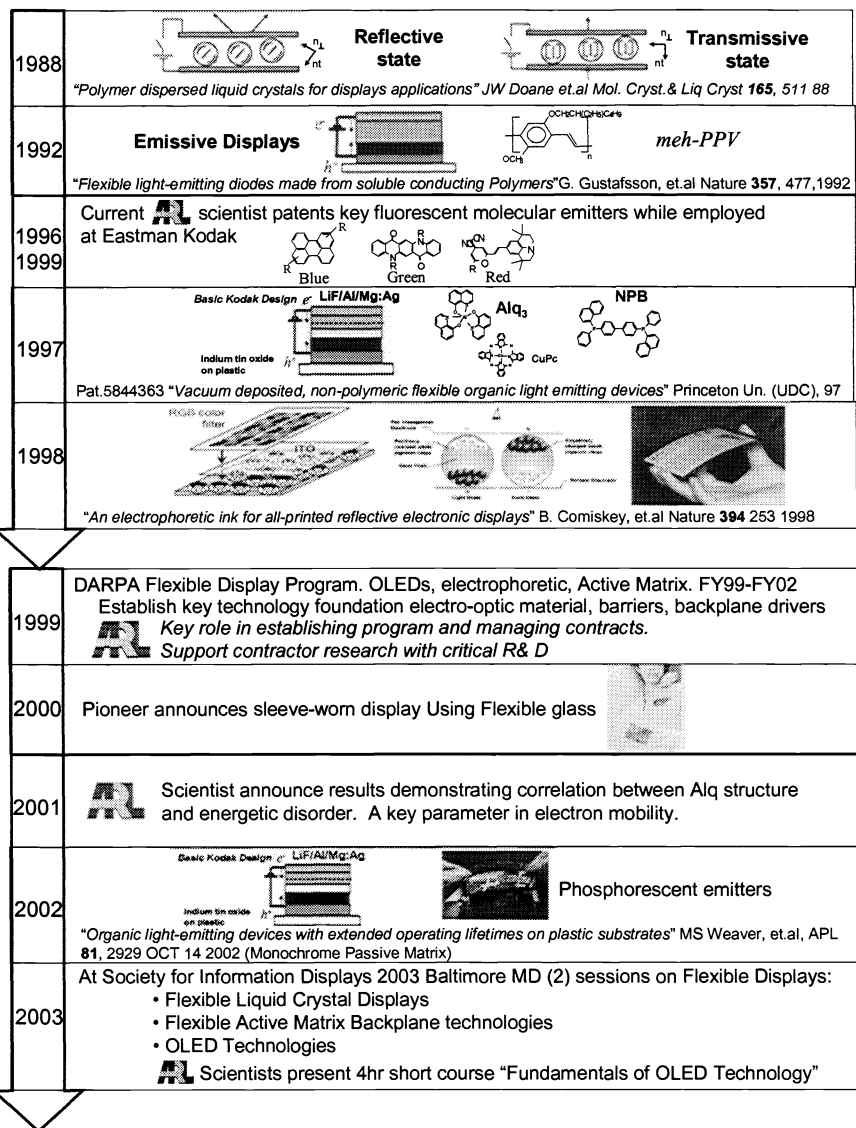 1988
Reflective state
n⊥
nt
Transmissive state
n⊥
nt
"Polymer dispersed liquid crystals for displays applications" JW Doane et.al Mol. Cryst.& Liq Cryst 165, 511 88
1992
Emissive Displays
e⁻
h⁺
OCH₂CH(C₂H₅)C₄H₉
OCH₃
n
meh-PPV
"Flexible light-emitting diodes made from soluble conducting Polymers"G. Gustafsson, et.al Nature 357, 477,1992
1996
1999
Current ARL scientist patents key fluorescent molecular emitters while employed
at Eastman Kodak
R
R
Blue
R
R
Green
R
Red
1997
Basic Kodak Design e⁻ LiF/Al/Mg:Ag
Indium tin oxide
on plastic
h⁺
Alq₃
CuPc
NPB
Pat.5844363 "Vacuum deposited, non-polymeric flexible organic light emitting devices" Princeton Un. (UDC), 97
1998
RGB color
filter
ITO
"An electrophoretic ink for all-printed reflective electronic displays" B. Comiskey, et.al Nature 394 253 1998
1999
DARPA Flexible Display Program. OLEDs, electrophoretic, Active Matrix. FY99-FY02
Establish key technology foundation electro-optic material, barriers, backplane drivers
ARL Key role in establishing program and managing contracts.
Support contractor research with critical R& D
2000
Pioneer announces sleeve-worn display Using Flexible glass
2001
ARL Scientist announce results demonstrating correlation between Alq structure
and energetic disorder. A key parameter in electron mobility.
2002
Basic Kodak Design e⁻ LiF/Al/Mg:Ag
Indium tin oxide
on plastic
h⁺
Phosphorescent emitters
"Organic light-emitting devices with extended operating lifetimes on plastic substrates" MS Weaver, et.al, APL
81, 2929 OCT 14 2002 (Monochrome Passive Matrix)
2003
At Society for Information Displays 2003 Baltimore MD (2) sessions on Flexible Displays:
• Flexible Liquid Crystal Displays
• Flexible Active Matrix Backplane technologies
• OLED Technologies
ARL Scientists present 4hr short course "Fundamentals of OLED Technology"